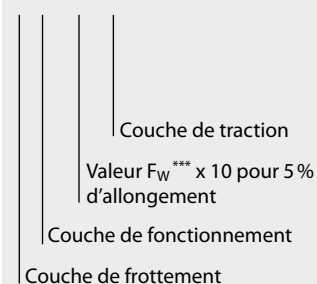 Couche de traction
Valeur FW*** x 10 pour 5 %
d’allongement
Couche de fonctionnement
Couche de frottement